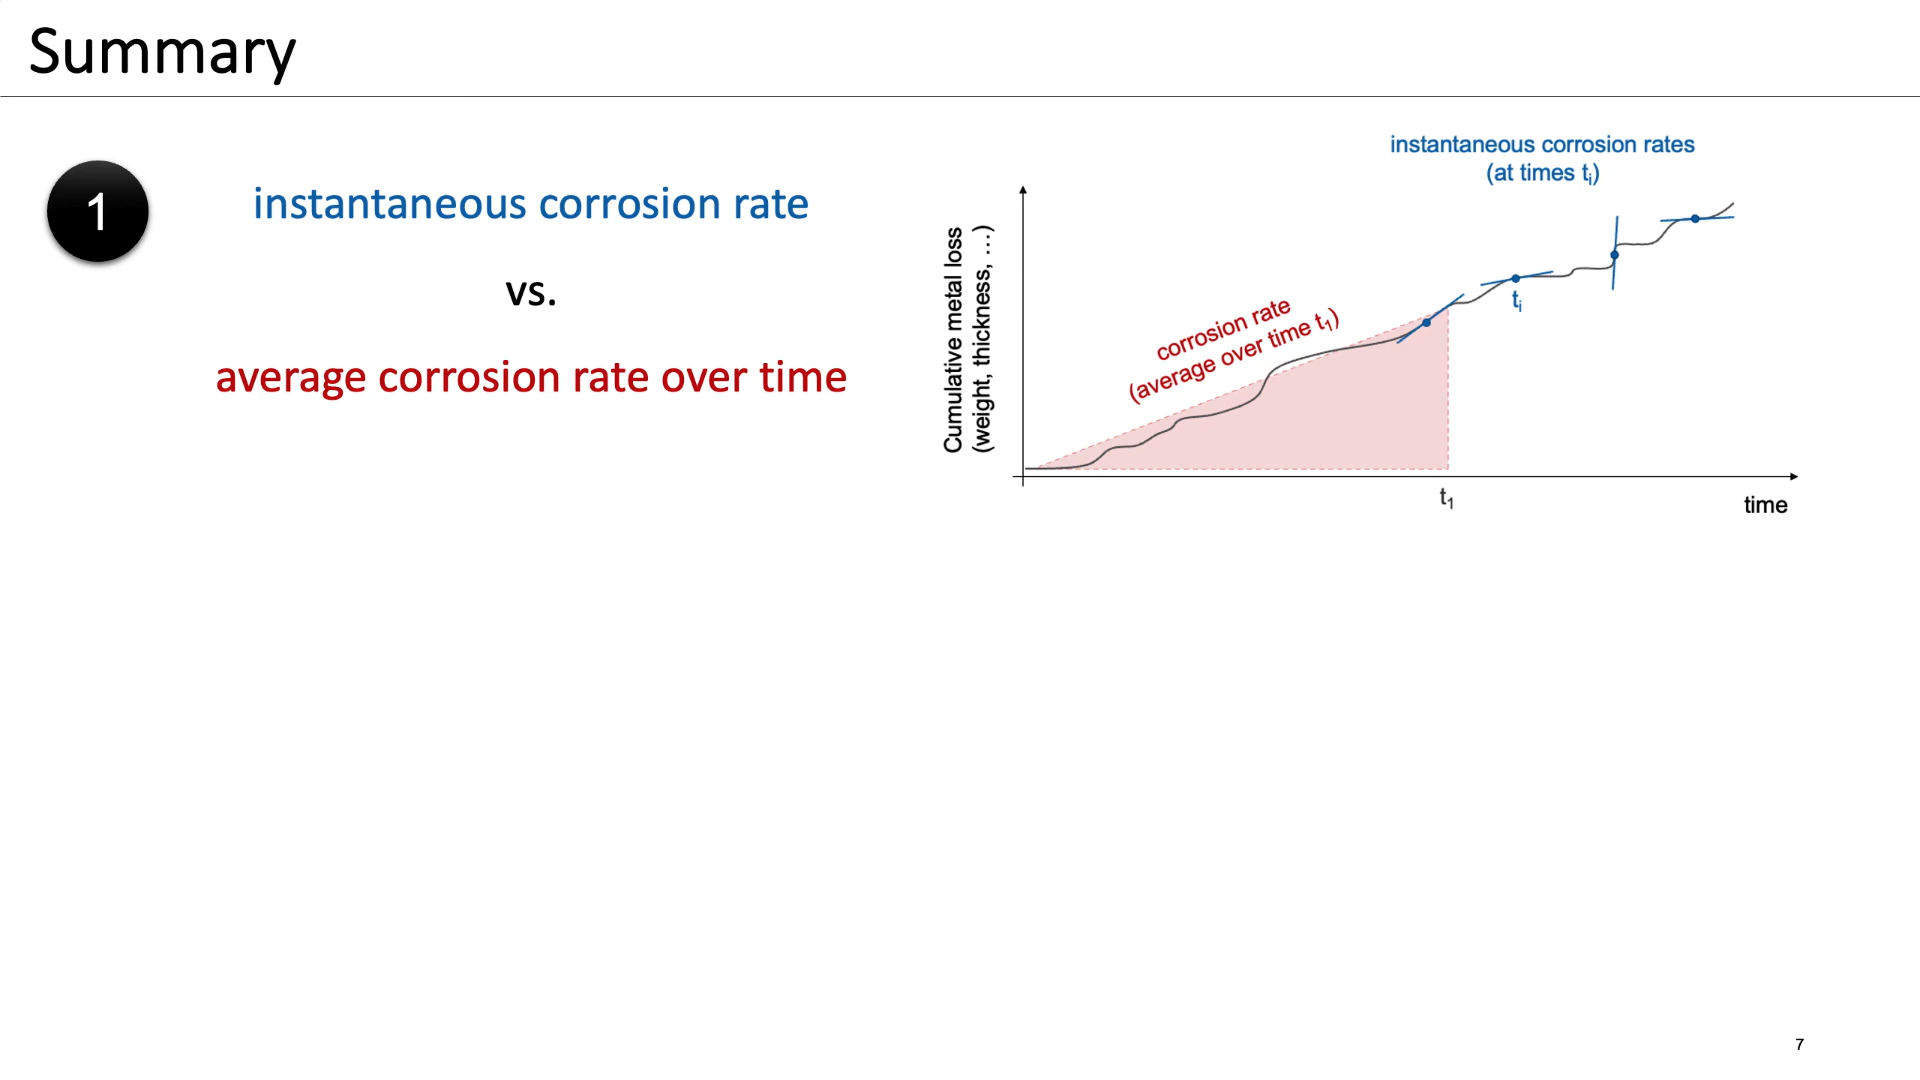 Summary
1
instantaneous corrosion rate
vs.
average corrosion rate over time
instantaneous corrosion rates
(at times tᵢ)
Cumulative metal loss
(weight, thickness, …)
corrosion rate
(average over time t₁)
tᵢ
t₁
time
7